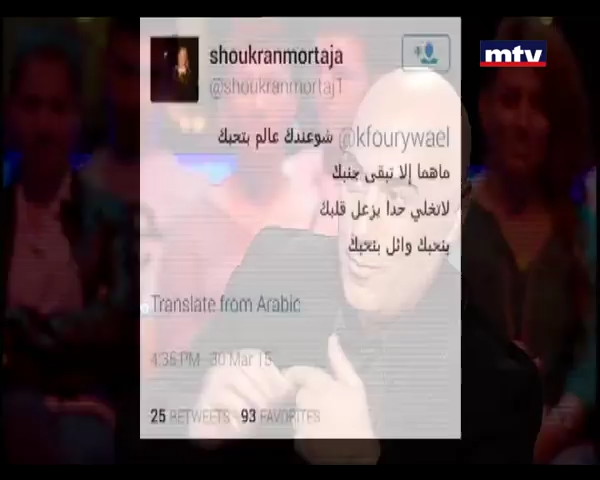 mtv
shoukranmortaja
@shoukranmortaj1
@kfourywael شوعندك عالم بتحبك
ماهما إلا تبقى جنبك
لاتخلي حدا يزعل قلبك
بنحبك وائل بنحبك
Translate from Arabic
4:35 PM 30 Mar 15
25 RETWEETS 93 FAVORITES